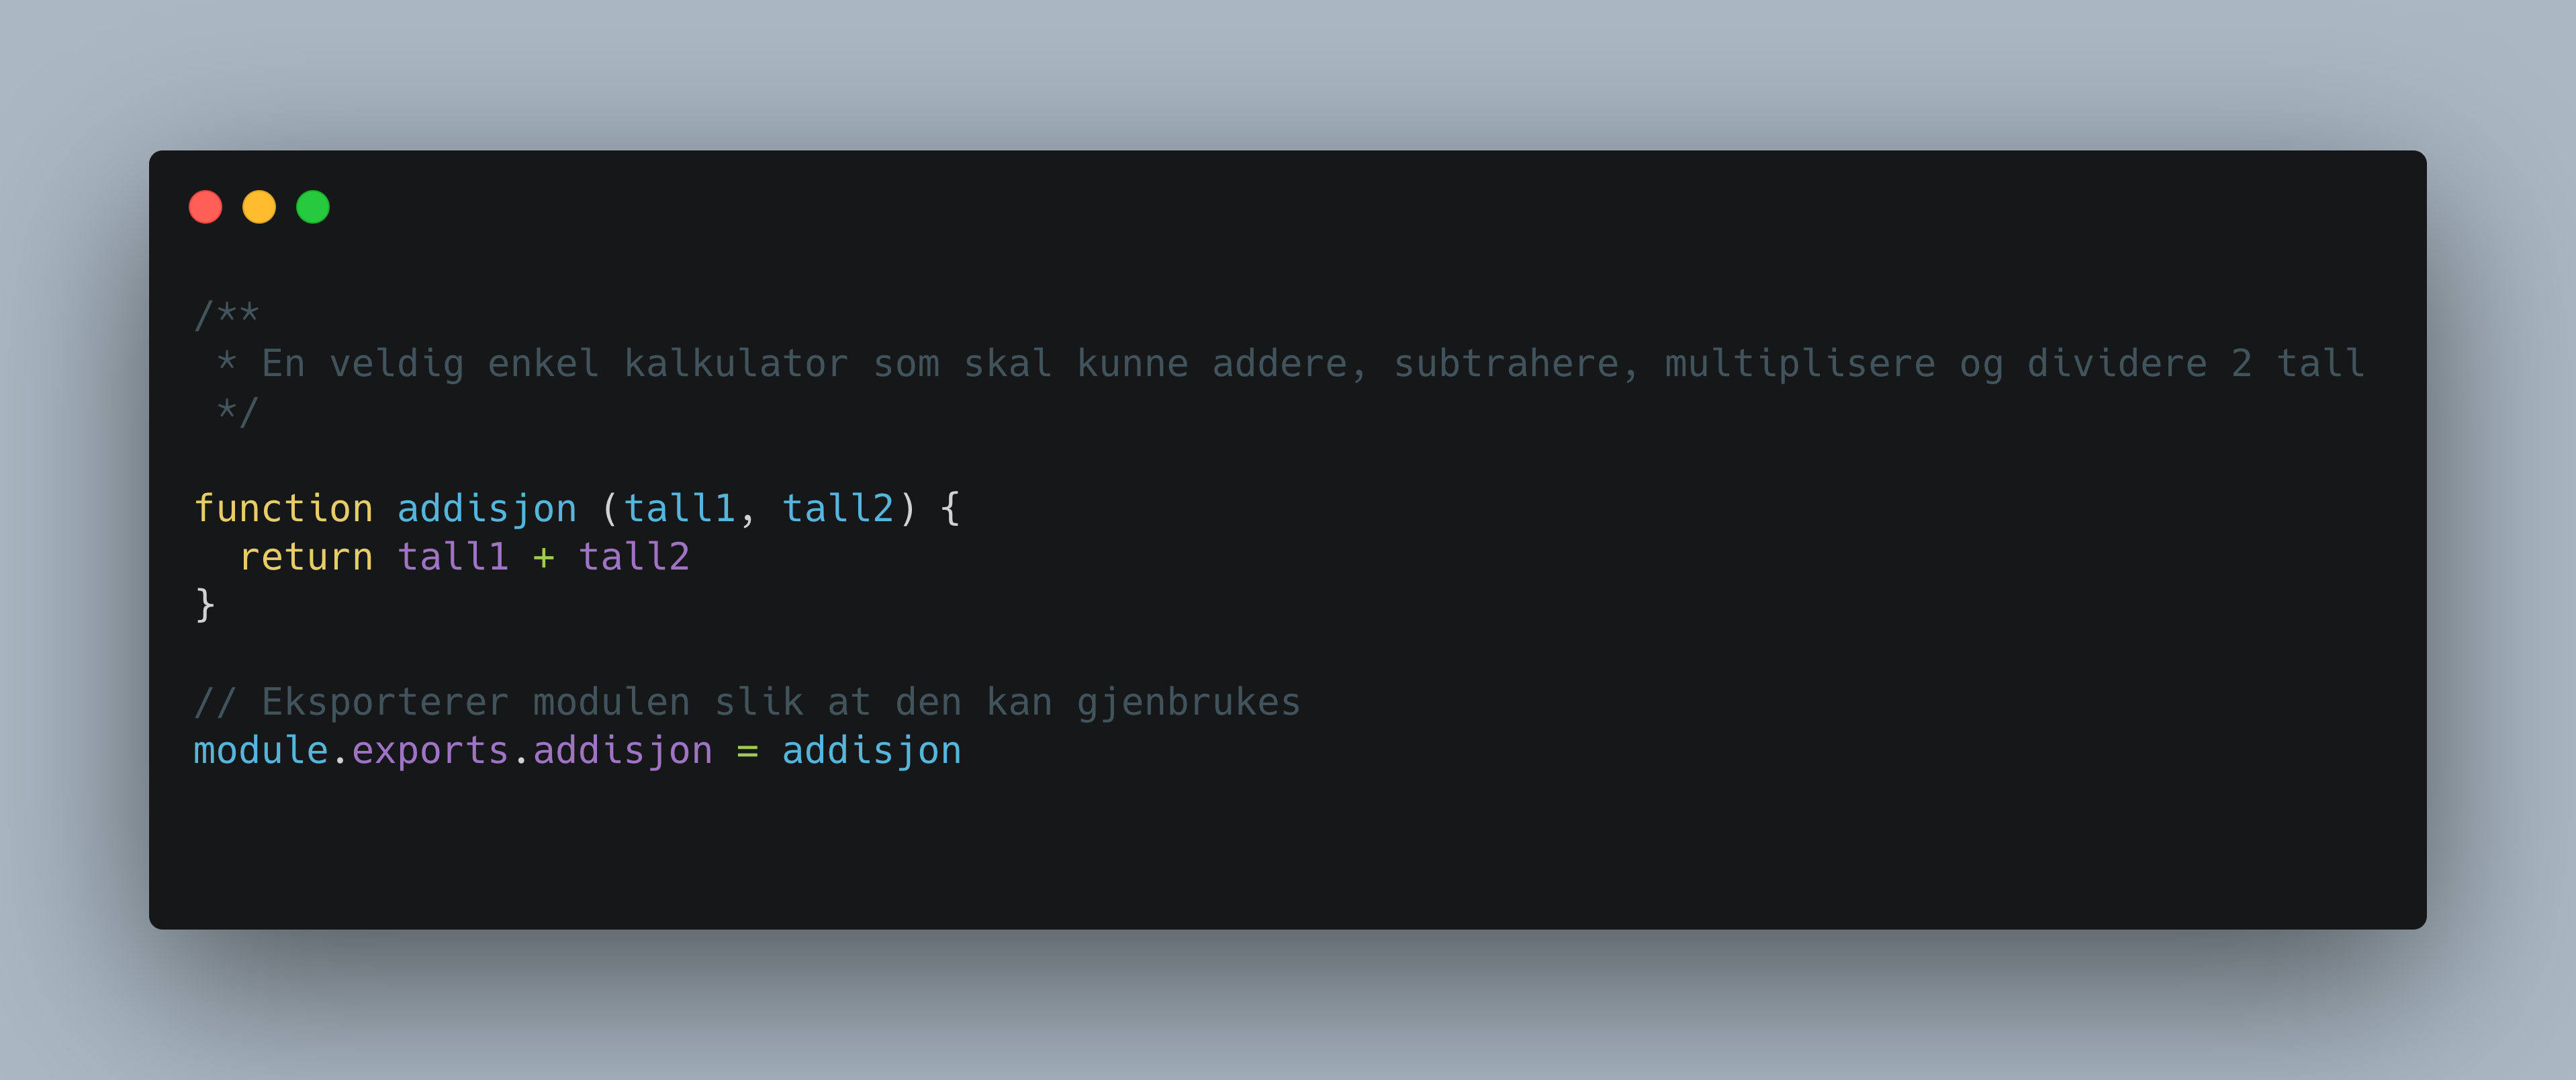 /**
 * En veldig enkel kalkulator som skal kunne addere, subtrahere, multiplisere og dividere 2 tall
 */
function addisjon (tall1, tall2) {
  return tall1 + tall2
}
// Eksporterer modulen slik at den kan gjenbrukes
module.exports.addisjon = addisjon